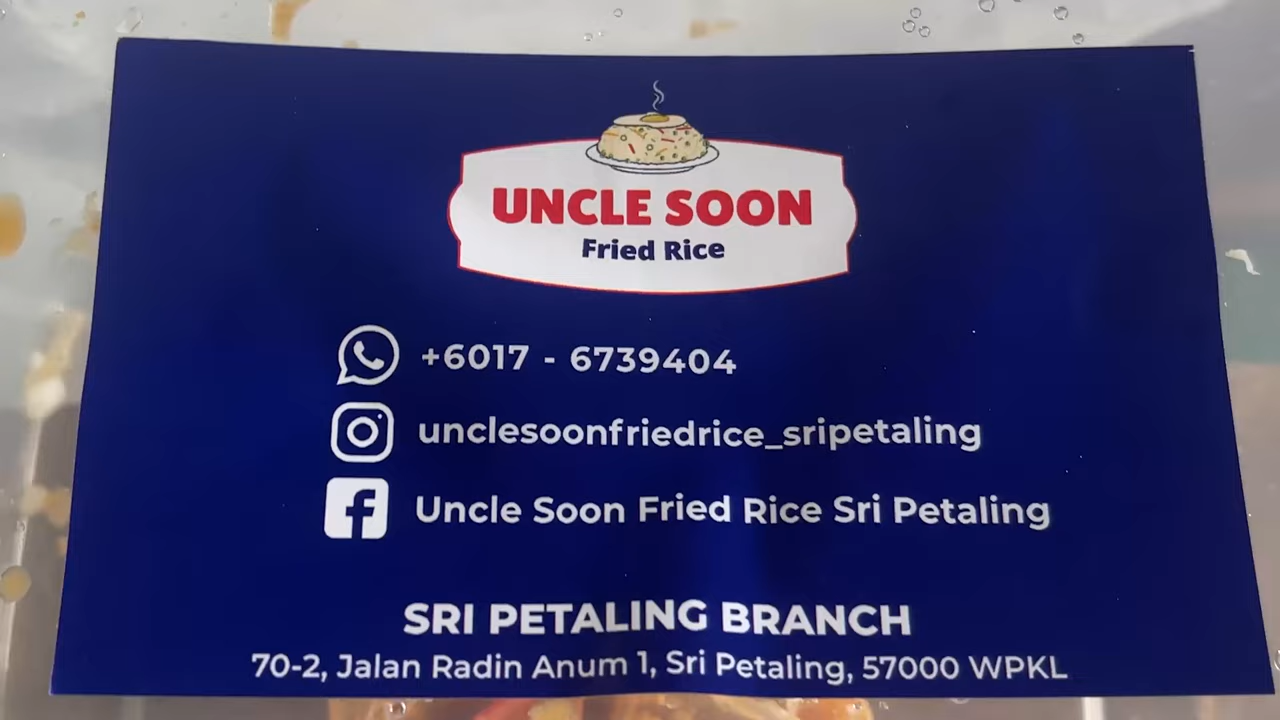 UNCLE SOON
Fried Rice
+6017 - 6739404
unclesoonfriedrice_sripetaling
Uncle Soon Fried Rice Sri Petaling
SRI PETALING BRANCH
70-2, Jalan Radin Anum 1, Sri Petaling, 57000 WPKL